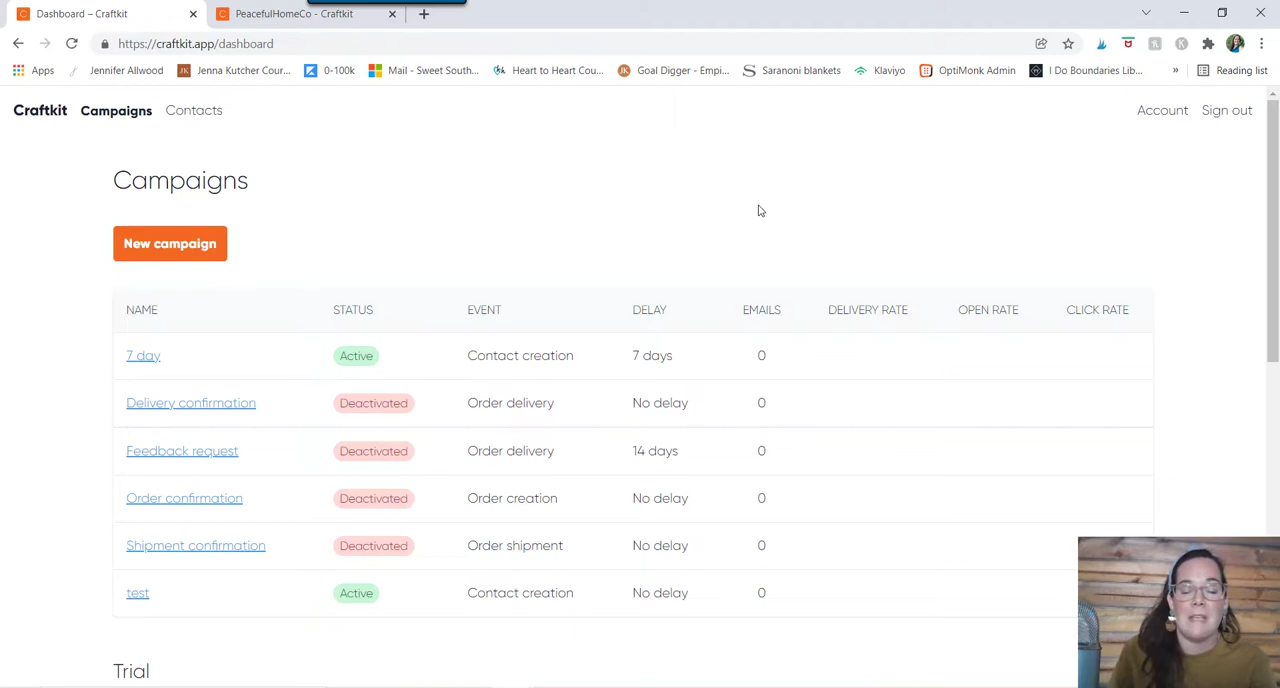 Dashboard – Craftkit
PeacefulHomeCo - Craftkit
https://craftkit.app/dashboard
Apps
Jennifer Allwood
Jenna Kutcher Cour...
0-100k
Mail - Sweet South...
Heart to Heart Cou...
Goal Digger - Empi...
Saranoni blankets
Klaviyo
OptiMonk Admin
I Do Boundaries Lib...
»
Reading list
Craftkit Campaigns Contacts Account Sign out
Campaigns
New campaign
NAME STATUS EVENT DELAY EMAILS DELIVERY RATE OPEN RATE CLICK RATE
7 day Active Contact creation 7 days 0
Delivery confirmation Deactivated Order delivery No delay 0
Feedback request Deactivated Order delivery 14 days 0
Order confirmation Deactivated Order creation No delay 0
Shipment confirmation Deactivated Order shipment No delay 0
test Active Contact creation No delay 0
Trial